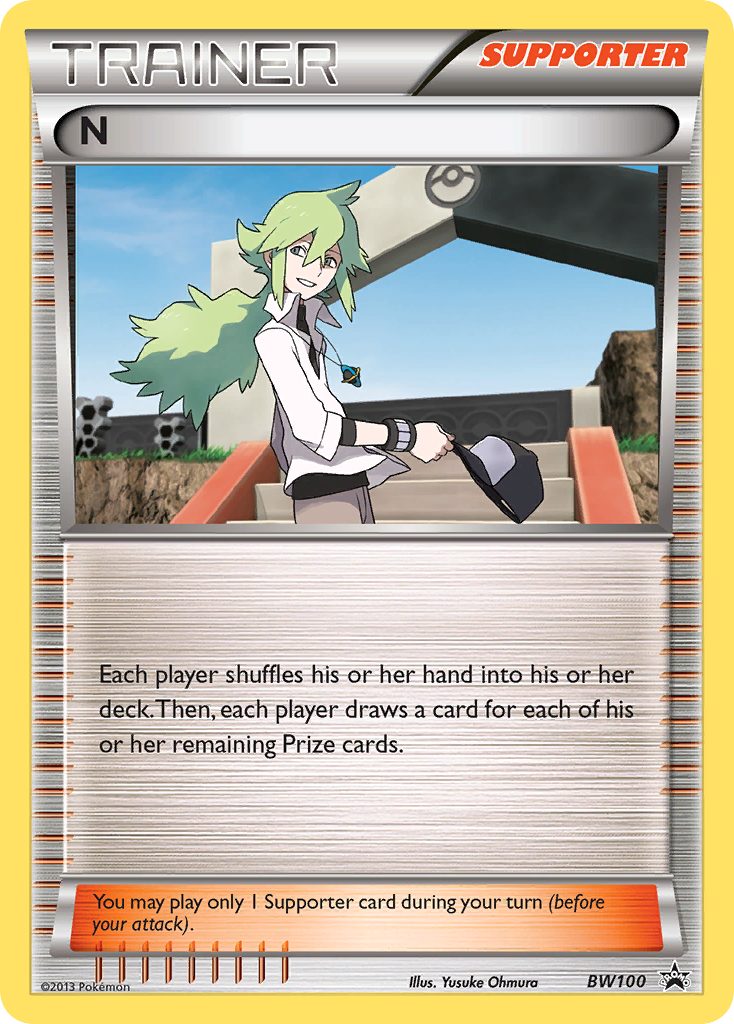 TRAINER
SUPPORTER
N
Each player shuffles his or her hand into his or her
deck. Then, each player draws a card for each of his
or her remaining Prize cards.
You may play only 1 Supporter card during your turn (before
your attack).
©2013 Pokémon
Illus. Yusuke Ohmura
BW100
PROMO